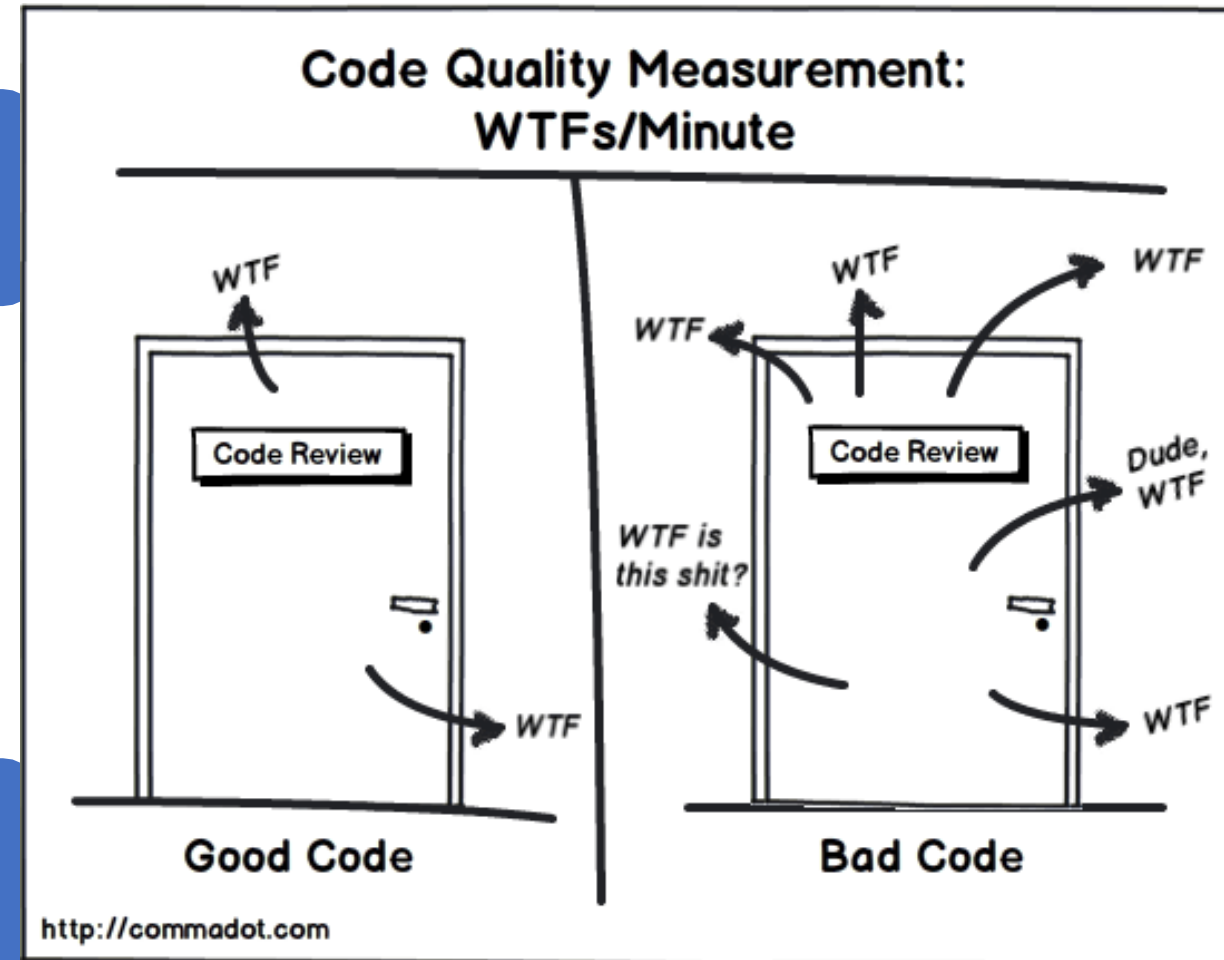 Code Quality Measurement:
WTFs/Minute
WTF
Code Review
WTF
Good Code
WTF
WTF
WTF
Code Review
Dude,
WTF
WTF is
this shit?
WTF
Bad Code
http://commadot.com